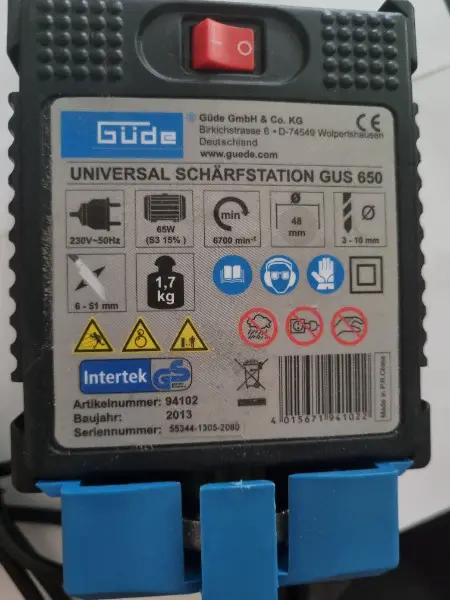 I O
Güde
® Güde GmbH & Co. KG
Birkichstrasse 6 • D-74549 Wolpertshausen
Deutschland
www.guede.com
CE
UNIVERSAL SCHÄRFSTATION GUS 650
230V~50Hz
65W
(S3 15%)
min
6700 min⁻¹
Ø
48
mm
Ø
3 - 10 mm
6 - 51 mm
1,7
kg
Intertek
GS
Artikelnummer: 94102
Baujahr: 2013
Seriennummer: 55344-1305-2080
4 015671 941022
Made in P.R.China